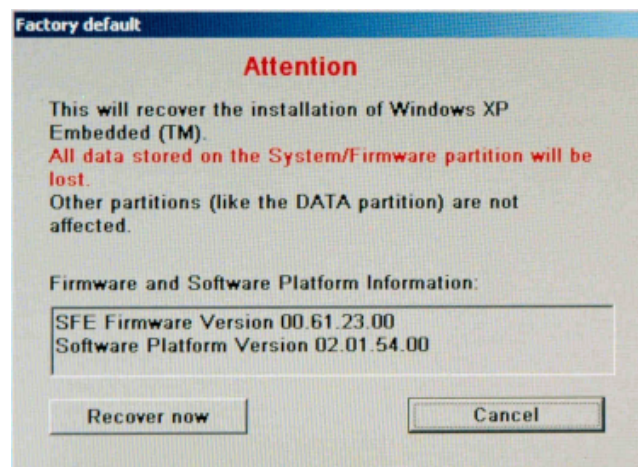 Factory default
Attention
This will recover the installation of Windows XP
Embedded (TM).
All data stored on the System/Firmware partition will be
lost.
Other partitions (like the DATA partition) are not
affected.
Firmware and Software Platform Information:
SFE Firmware Version 00.61.23.00
Software Platform Version 02.01.54.00
Recover now
Cancel